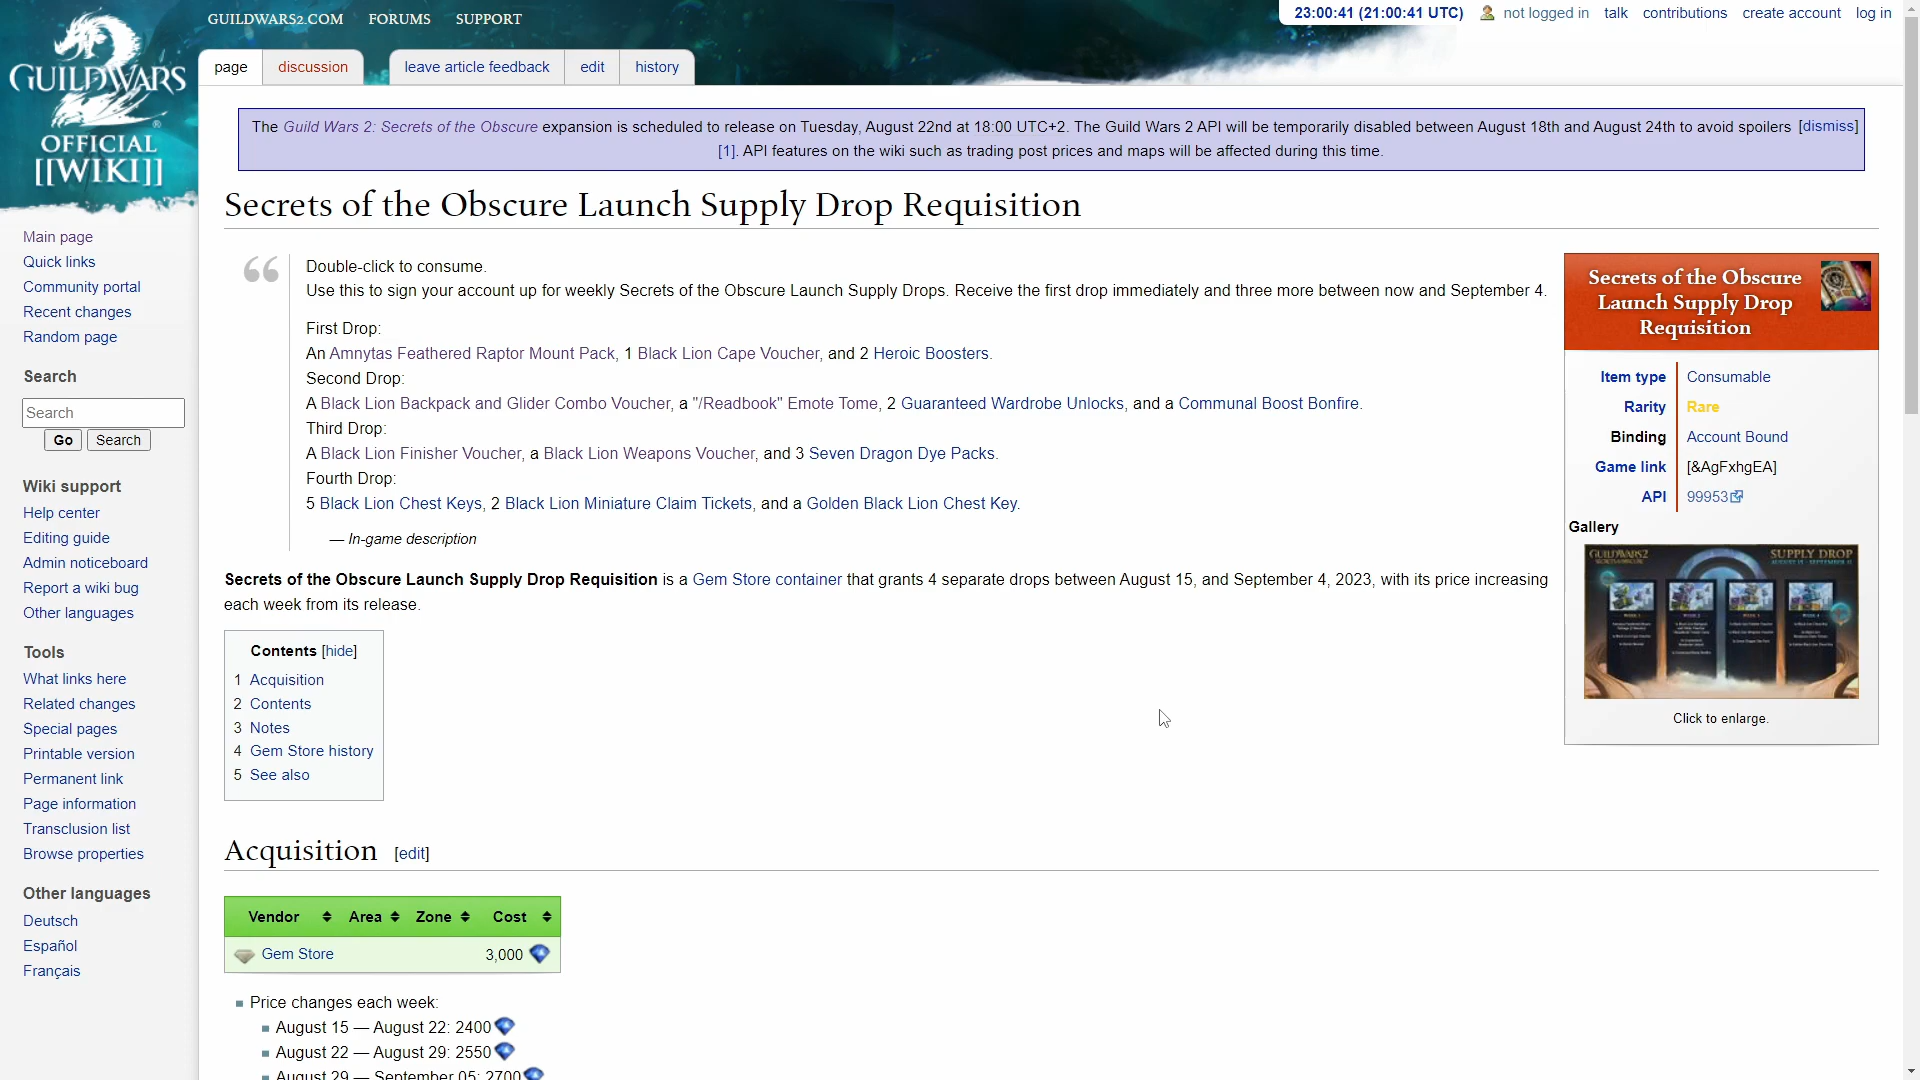 GUILDWARS2.COM FORUMS SUPPORT
23:00:41 (21:00:41 UTC) not logged in talk contributions create account log in
GUILDWARS
OFFICIAL
[[WIKI]]
page discussion leave article feedback edit history
The Guild Wars 2: Secrets of the Obscure expansion is scheduled to release on Tuesday, August 22nd at 18:00 UTC+2. The Guild Wars 2 API will be temporarily disabled between August 18th and August 24th to avoid spoilers [dismiss]
[1]. API features on the wiki such as trading post prices and maps will be affected during this time.
Secrets of the Obscure Launch Supply Drop Requisition
Main page
Quick links
Community portal
Recent changes
Random page
Search
Search
Go Search
Wiki support
Help center
Editing guide
Admin noticeboard
Report a wiki bug
Other languages
Tools
What links here
Related changes
Special pages
Printable version
Permanent link
Page information
Transclusion list
Browse properties
Other languages
Deutsch
Español
Français
Double-click to consume.
Use this to sign your account up for weekly Secrets of the Obscure Launch Supply Drops. Receive the first drop immediately and three more between now and September 4.
First Drop:
An Amnytas Feathered Raptor Mount Pack, 1 Black Lion Cape Voucher, and 2 Heroic Boosters.
Second Drop:
A Black Lion Backpack and Glider Combo Voucher, a "/Readbook" Emote Tome, 2 Guaranteed Wardrobe Unlocks, and a Communal Boost Bonfire.
Third Drop:
A Black Lion Finisher Voucher, a Black Lion Weapons Voucher, and 3 Seven Dragon Dye Packs.
Fourth Drop:
5 Black Lion Chest Keys, 2 Black Lion Miniature Claim Tickets, and a Golden Black Lion Chest Key.
— In-game description
Secrets of the Obscure Launch Supply Drop Requisition is a Gem Store container that grants 4 separate drops between August 15, and September 4, 2023, with its price increasing
each week from its release.
Contents [hide]
1 Acquisition
2 Contents
3 Notes
4 Gem Store history
5 See also
Secrets of the Obscure
Launch Supply Drop
Requisition
Item type Consumable
Rarity Rare
Binding Account Bound
Game link [&AgFxhgEA]
API 99953
Gallery
GUILDWARS2
SUPPLY DROP
Click to enlarge.
Acquisition [edit]
Vendor Area Zone Cost
Gem Store 3,000
Price changes each week:
August 15 — August 22: 2400
August 22 — August 29: 2550
August 29 — September 05: 2700